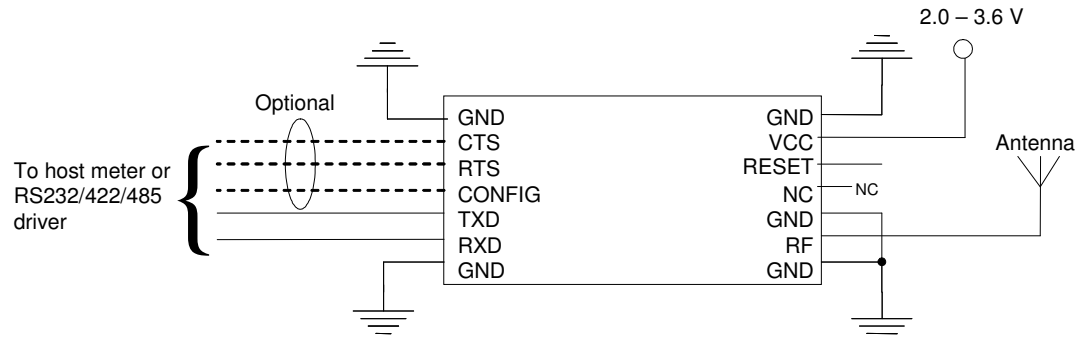 2.0 – 3.6 V
Optional
Antenna
To host meter or
RS232/422/485
driver
GND
CTS
RTS
CONFIG
TXD
RXD
GND
GND
VCC
RESET
NC
NC
GND
RF
GND